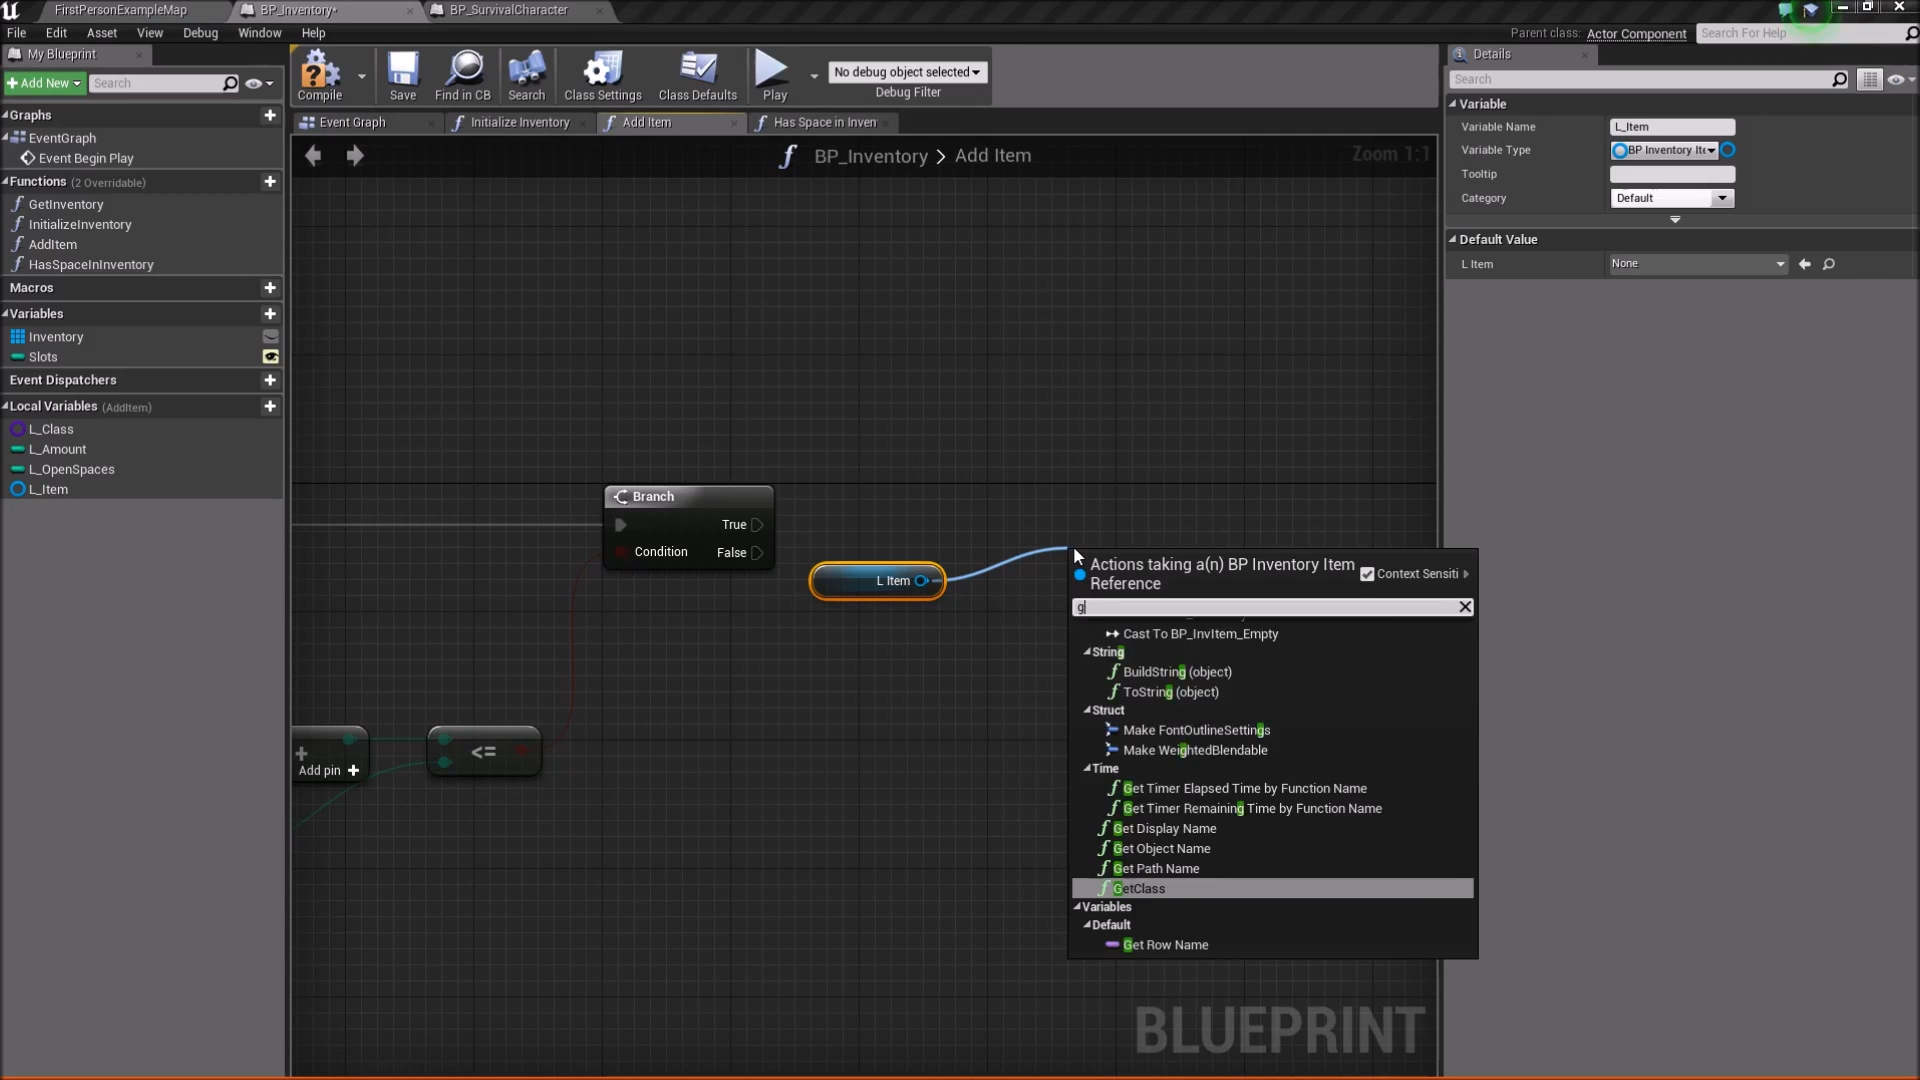 FirstPersonExampleMap
BP_Inventory*
BP_SurvivalCharacter
File Edit Asset View Debug Window Help
Parent class: Actor Component
Search For Help
My Blueprint
Add New
Search
Compile
Save
Find in CB
Search
Class Settings
Class Defaults
Play
No debug object selected
Debug Filter
Event Graph
Initialize Inventory
Add Item
Has Space in Inven
BP_Inventory > Add Item
Zoom 1:1
Graphs
EventGraph
Event Begin Play
Functions (2 Overridable)
GetInventory
InitializeInventory
AddItem
HasSpaceInInventory
Macros
Variables
Inventory
Slots
Event Dispatchers
Local Variables (AddItem)
L_Class
L_Amount
L_OpenSpaces
L_Item
Branch
True
Condition
False
L Item
+
Add pin +
<=
Actions taking a(n) BP Inventory Item
Reference
Context Sensiti
g
Cast To BP_InvItem_Empty
String
BuildString (object)
ToString (object)
Struct
Make FontOutlineSettings
Make WeightedBlendable
Time
Get Timer Elapsed Time by Function Name
Get Timer Remaining Time by Function Name
Get Display Name
Get Object Name
Get Path Name
GetClass
Variables
Default
Get Row Name
BLUEPRINT
Details
Search
Variable
Variable Name L_Item
Variable Type BP Inventory Ite
Tooltip
Category Default
Default Value
L Item None